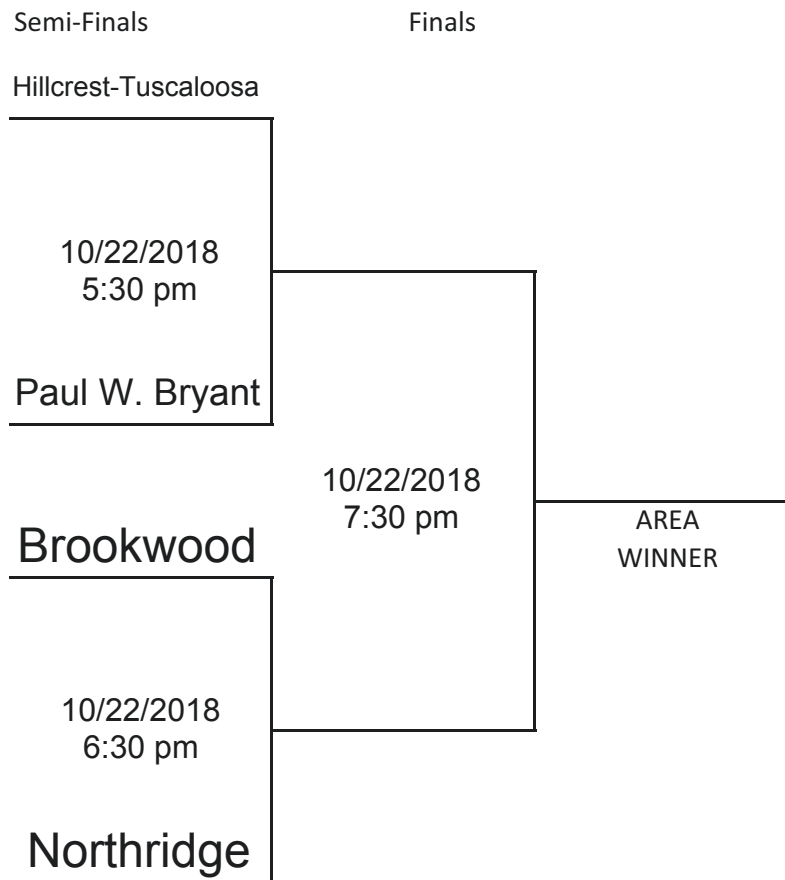 Semi-Finals
Finals
Hillcrest-Tuscaloosa
10/22/2018
5:30 pm
Paul W. Bryant
10/22/2018
7:30 pm
AREA
WINNER
Brookwood
10/22/2018
6:30 pm
Northridge